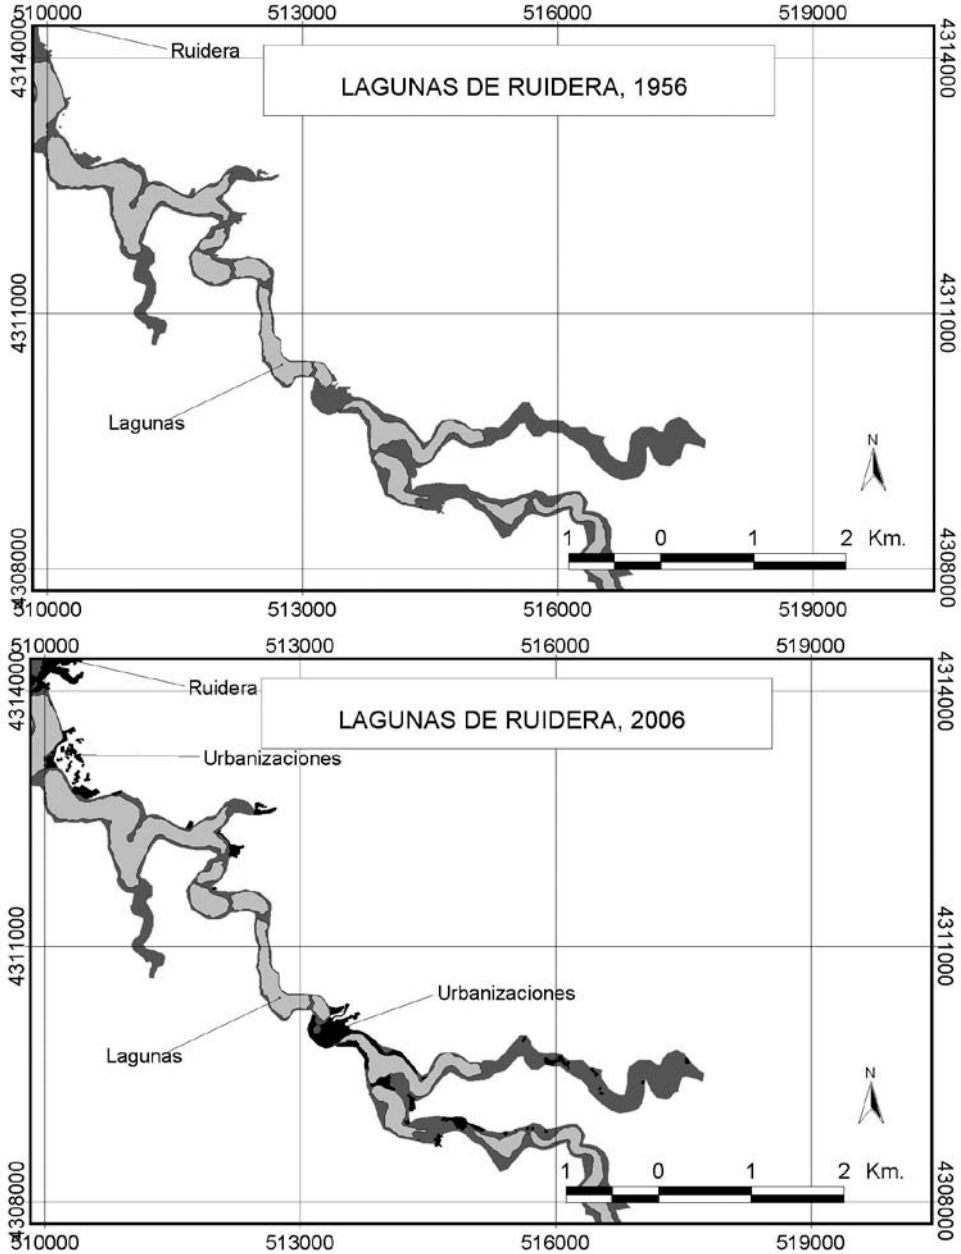 510000 513000 516000 519000
4314000 Ruidera 4314000
LAGUNAS DE RUIDERA, 1956
4311000 4311000
Lagunas
N
1 0 1 2 Km.
4308000 4308000
510000 513000 516000 519000
510000 513000 516000 519000
4314000 Ruidera 4314000
LAGUNAS DE RUIDERA, 2006
Urbanizaciones
4311000 4311000
Urbanizaciones
Lagunas
N
1 0 1 2 Km.
4308000 4308000
510000 513000 516000 519000